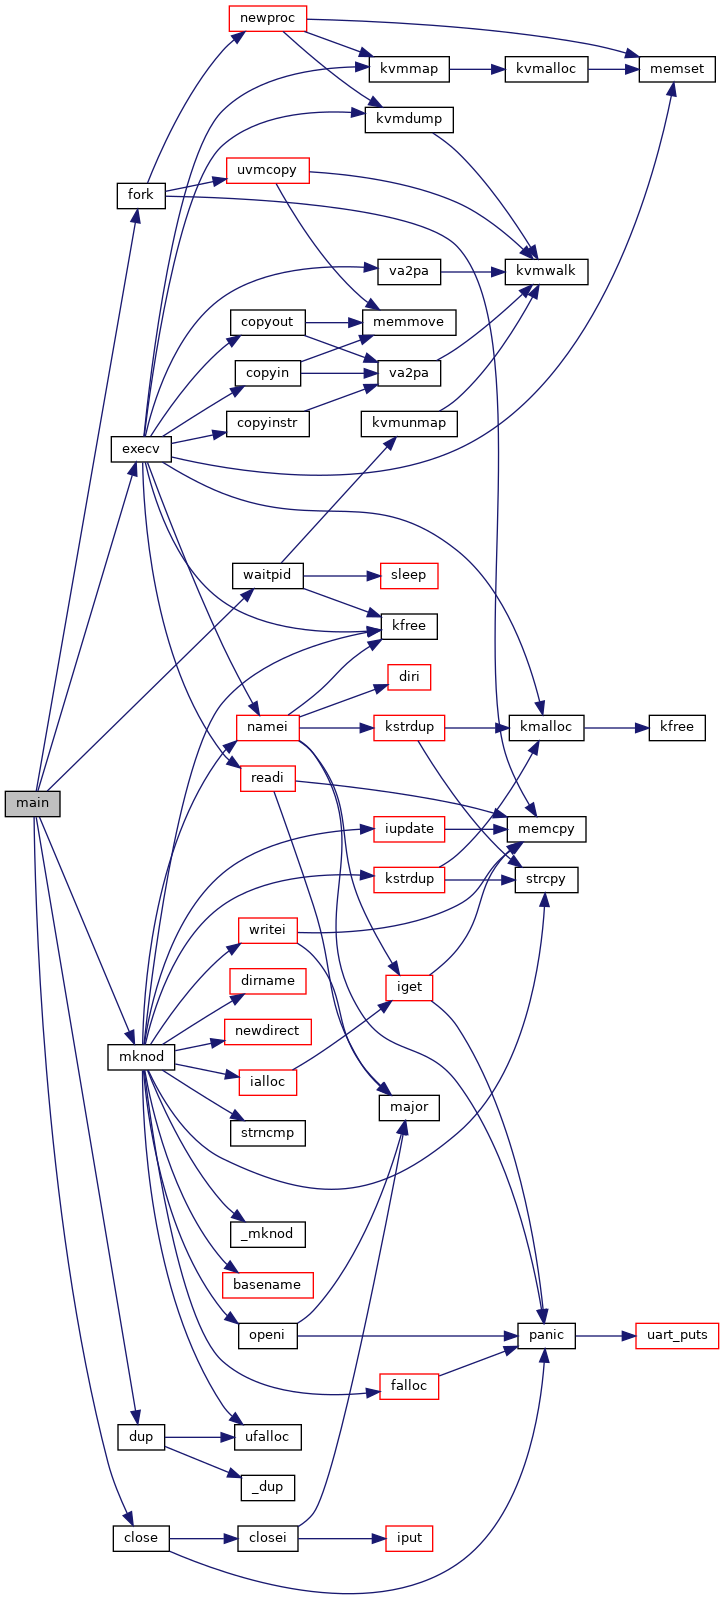 newproc
kvmmap
kvmalloc
memset
kvmdump
uvmcopy
fork
va2pa
kvmwalk
copyout
memmove
copyin
va2pa
copyinstr
kvmunmap
execv
waitpid
sleep
kfree
diri
namei
kstrdup
kmalloc
kfree
readi
main
iupdate
memcpy
kstrdup
strcpy
writei
dirname
iget
newdirect
mknod
ialloc
major
strncmp
_mknod
basename
openi
panic
uart_puts
falloc
dup
ufalloc
_dup
close
closei
iput